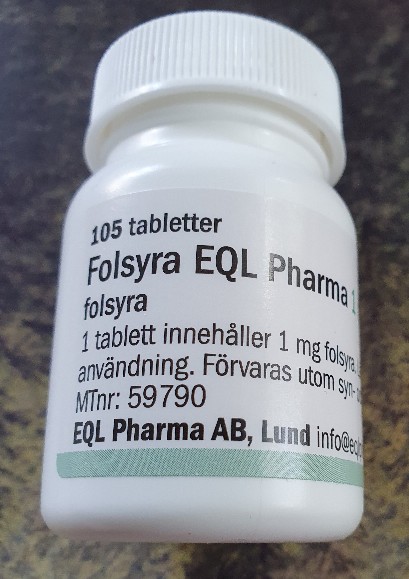 105 tabletter
Folsyra EQL Pharma 1
folsyra
1 tablett innehåller 1 mg folsyra,
användning. Förvaras utom syn-
MTnr: 59790
EQL Pharma AB, Lund